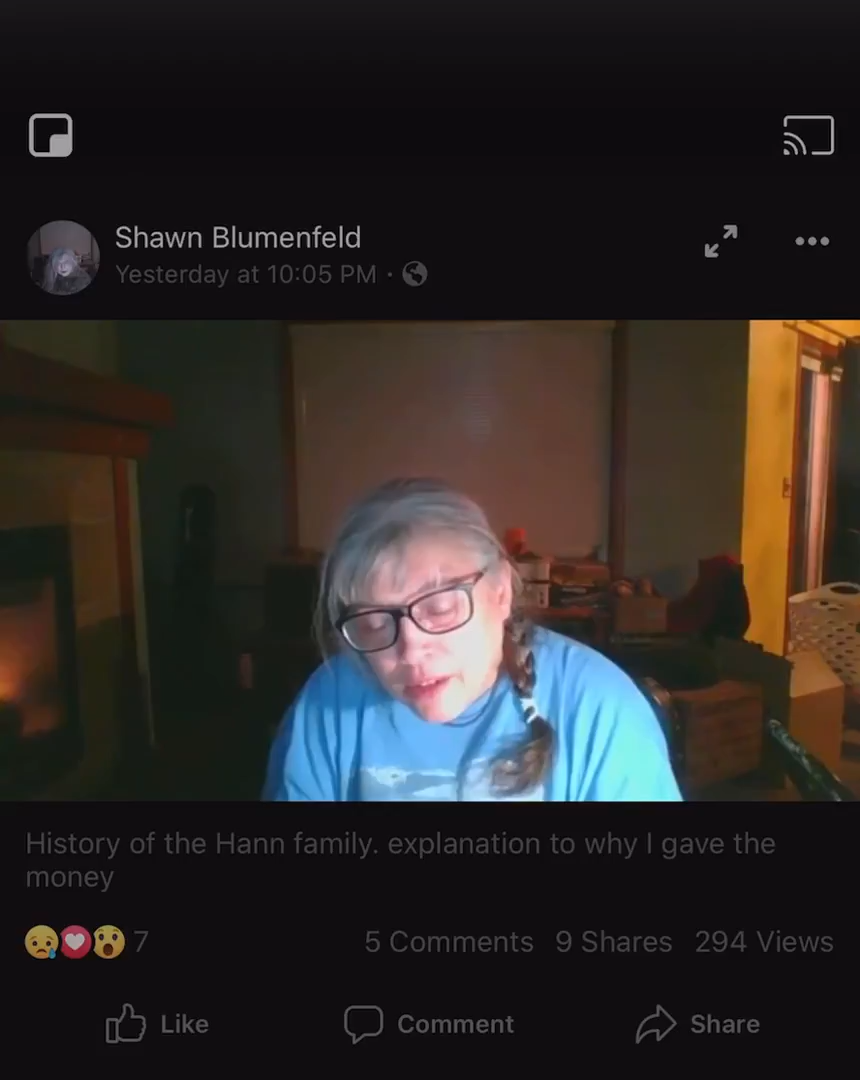 Shawn Blumenfeld
Yesterday at 10:05 PM ·
History of the Hann family. explanation to why I gave the
money
7 5 Comments 9 Shares 294 Views
Like Comment Share